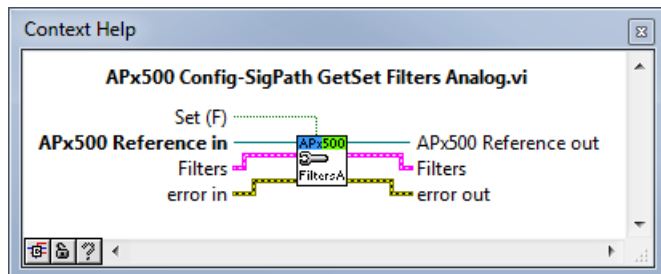 Context Help
APx500 Config-SigPath GetSet Filters Analog.vi
Set (F)
APx500 Reference in APx500 APx500 Reference out
Filters Filters
FiltersA
error in error out
?